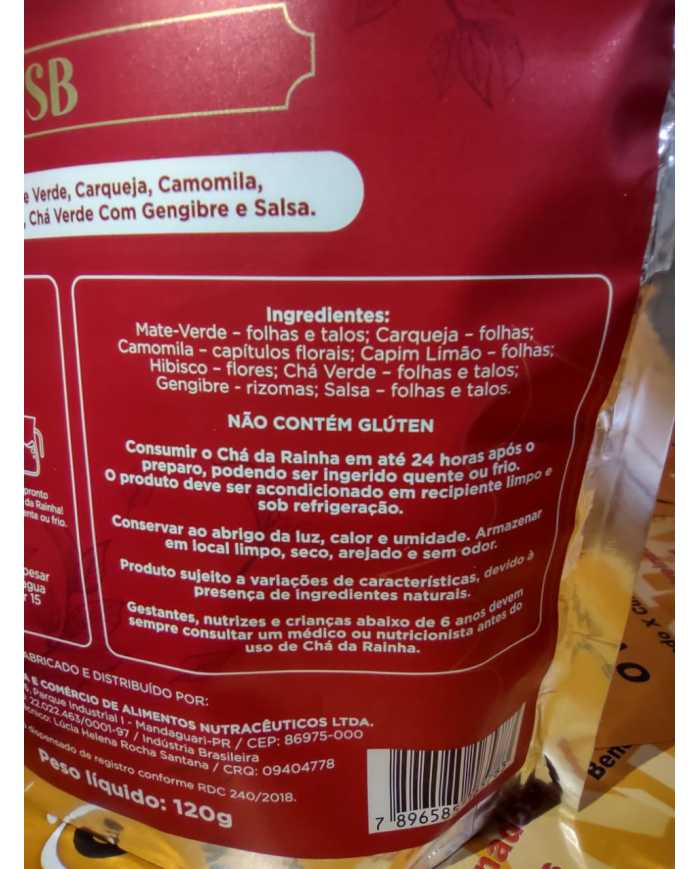 SB
Verde, Carqueja, Camomila,
, Chá Verde Com Gengibre e Salsa.
Ingredientes:
Mate-Verde – folhas e talos; Carqueja – folhas;
Camomila – capítulos florais; Capim Limão – folhas;
Hibisco – flores; Chá Verde – folhas e talos;
Gengibre - rizomas; Salsa – folhas e talos.
NÃO CONTÉM GLÚTEN
Consumir o Chá da Rainha em até 24 horas após o
preparo, podendo ser ingerido quente ou frio.
O produto deve ser acondicionado em recipiente limpo e
sob refrigeração.
Conservar ao abrigo da luz, calor e umidade. Armazenar
em local limpo, seco, arejado e sem odor.
Produto sujeito a variações de características, devido à
presença de ingredientes naturais.
Gestantes, nutrizes e crianças abaixo de 6 anos devem
sempre consultar um médico ou nutricionista antes do
uso de Chá da Rainha.
pronto
da Rainha!
ou frio.
água
15
ABRICADO E DISTRIBUÍDO POR:
E COMÉRCIO DE ALIMENTOS NUTRACÊUTICOS LTDA.
Parque Industrial I - Mandaguari-PR / CEP: 86975-000
22.022.463/0001-97 / Indústria Brasileira
Lúcia Helena Rocha Santana / CRQ: 09404778
dispensado de registro conforme RDC 240/2018.
Peso líquido: 120g
7 896585